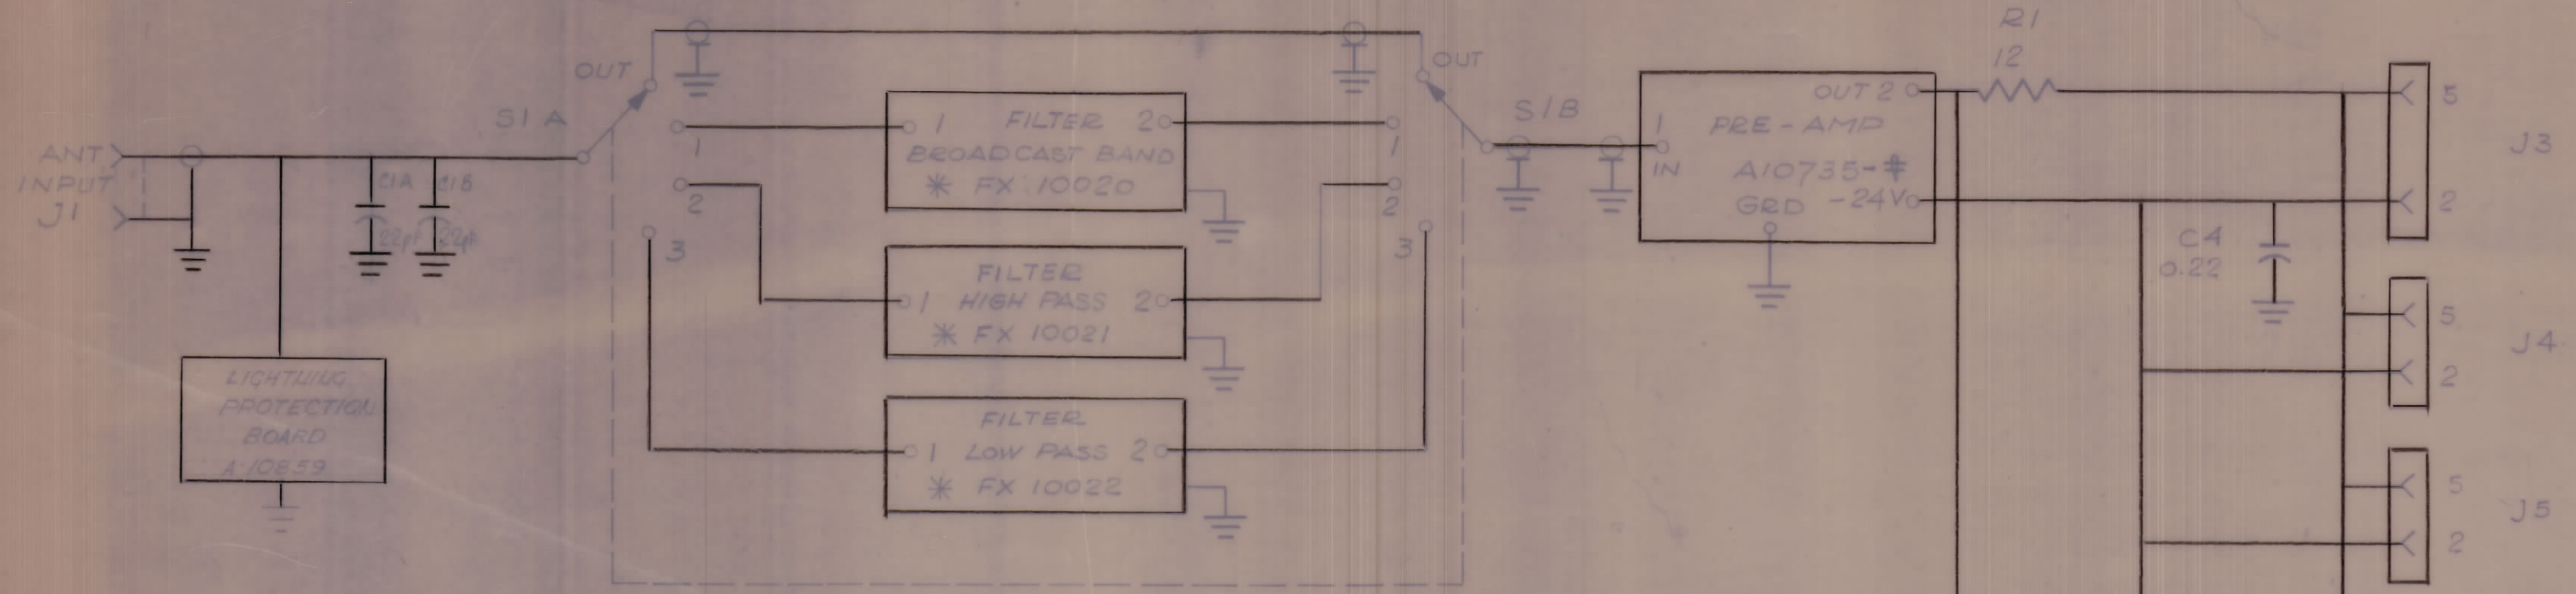 ANT
INPUT
J1
C1A
C1B
22pf
22pf
LIGHTNING
PROTECTION
BOARD
A-10859
S1A
OUT
1
2
3
1 FILTER 2
BROADCAST BAND
* FX 10020
FILTER
1 HIGH PASS 2
* FX 10021
FILTER
1 LOW PASS 2
* FX 10022
OUT
1
2
3
S1B
1
IN
OUT 2
PRE-AMP
A10735-#
GRD -24V
R1
12
C4
0.22
5
2
J3
5
2
J4
5
2
J5